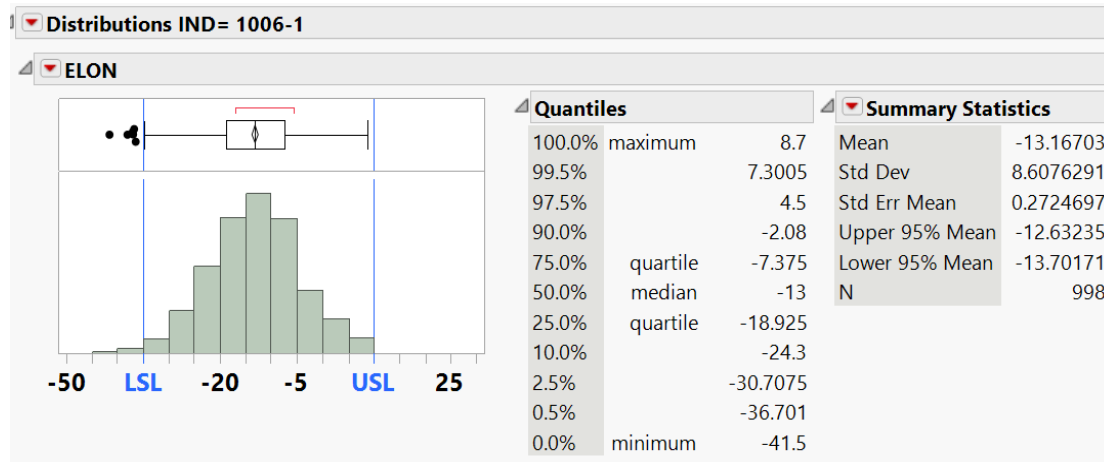 Distributions IND= 1006-1
ELON
-50 LSL -20 -5 USL 25
Quantiles
100.0% maximum 8.7
99.5% 7.3005
97.5% 4.5
90.0% -2.08
75.0% quartile -7.375
50.0% median -13
25.0% quartile -18.925
10.0% -24.3
2.5% -30.7075
0.5% -36.701
0.0% minimum -41.5
Summary Statistics
Mean -13.16703
Std Dev 8.6076291
Std Err Mean 0.2724697
Upper 95% Mean -12.63235
Lower 95% Mean -13.70171
N 998